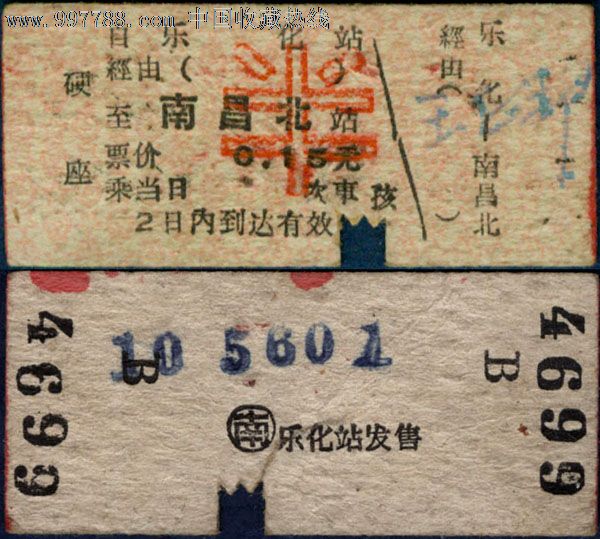 www.997788.com 中国收藏热线
硬座
自 乐 化 站
經由( )
至 南昌北 站
票价 0.15元
乘当日 次車
2日内到达有效
孩
乐化—南昌北
經由( )
10 5601
B
B
4699
4699
南 乐化站发售